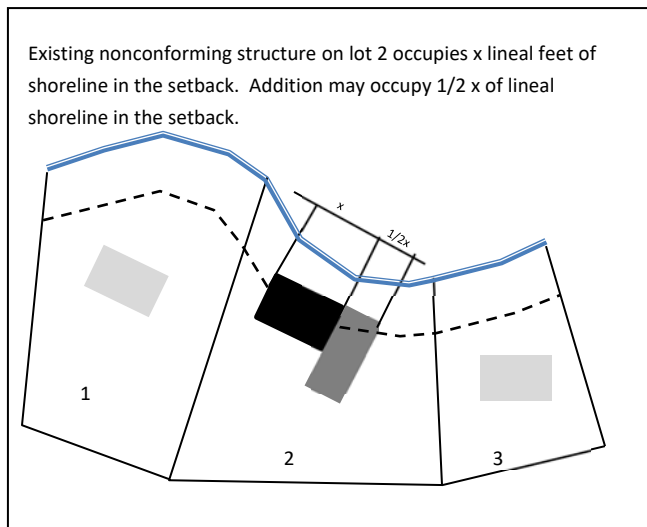 Existing nonconforming structure on lot 2 occupies x lineal feet of
shoreline in the setback.  Addition may occupy 1/2 x of lineal
shoreline in the setback.
x
1/2x
1
2
3